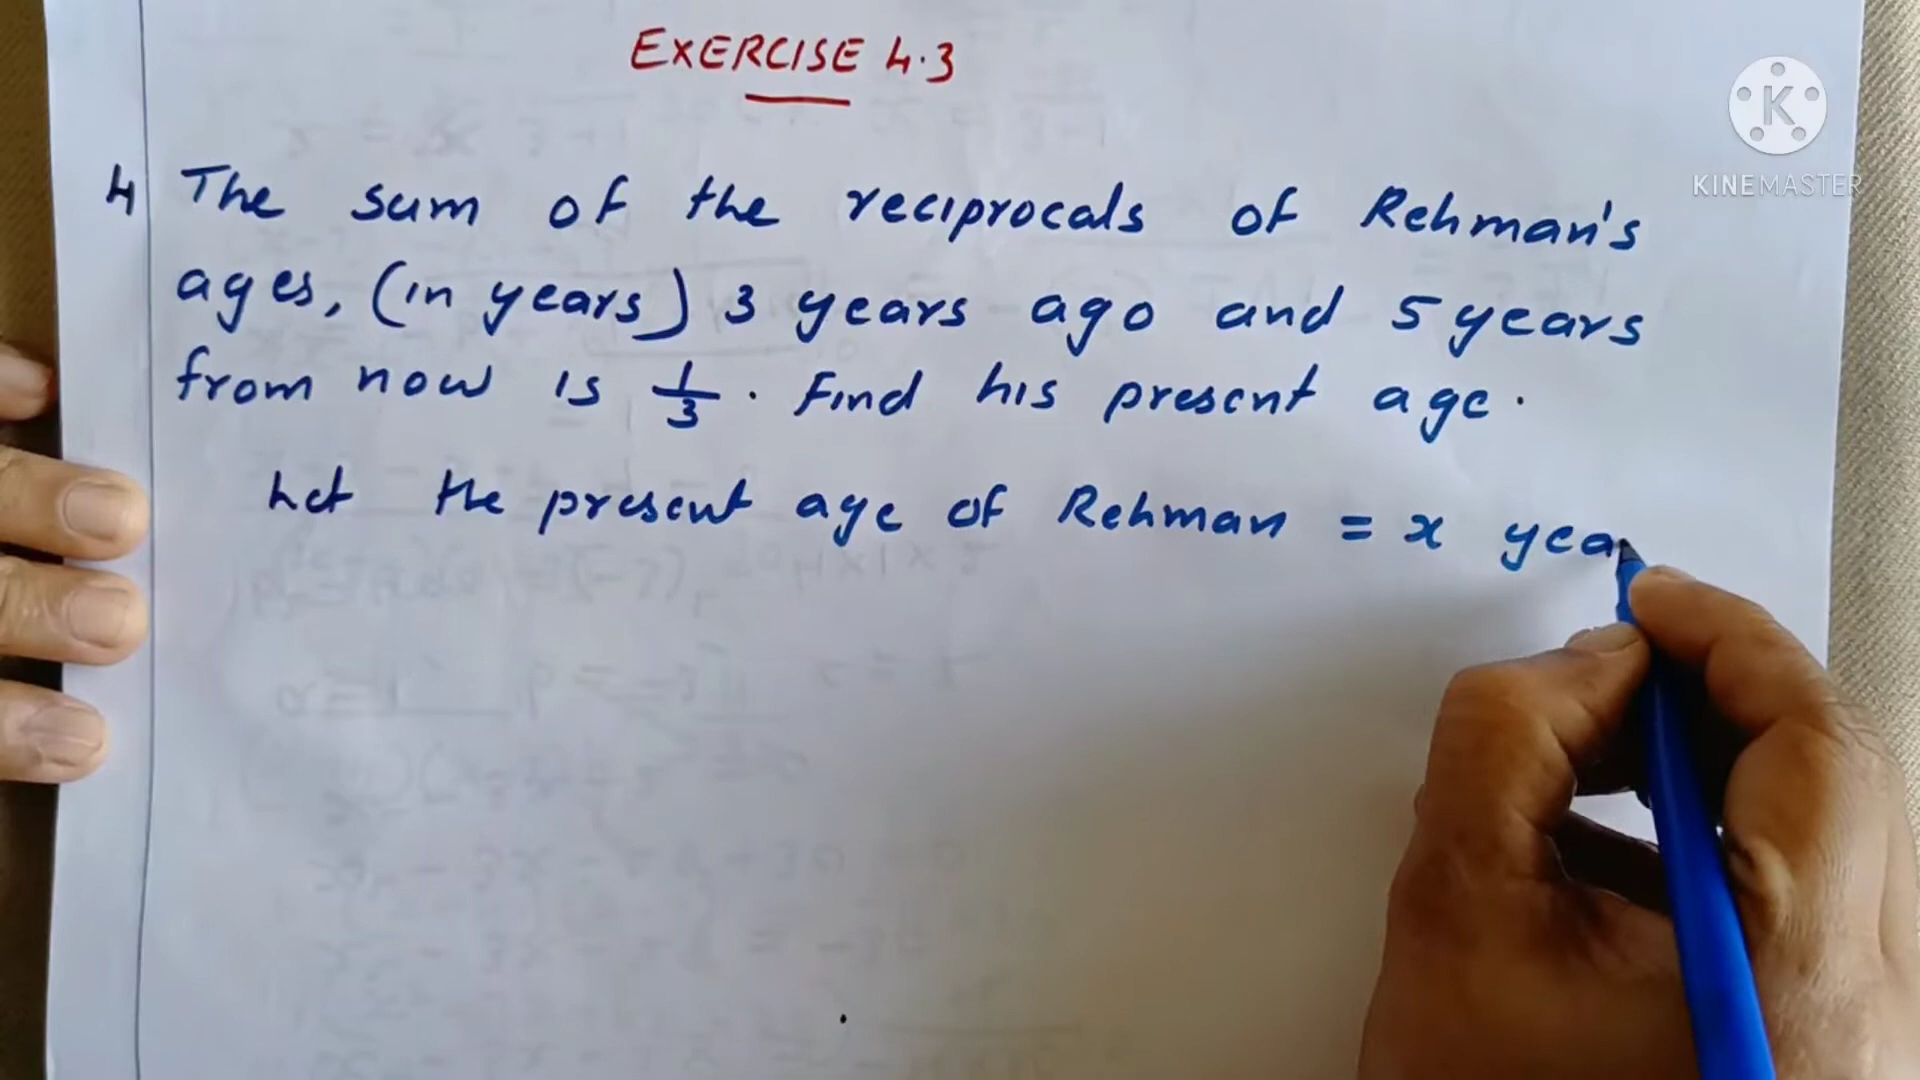 EXERCISE 4.3
KINEMASTER
4 The sum of the reciprocals of Rehman's
ages, (in years) 3 years ago and 5 years
from now is 1/3. Find his present age.
Let the present age of Rehman = x yea